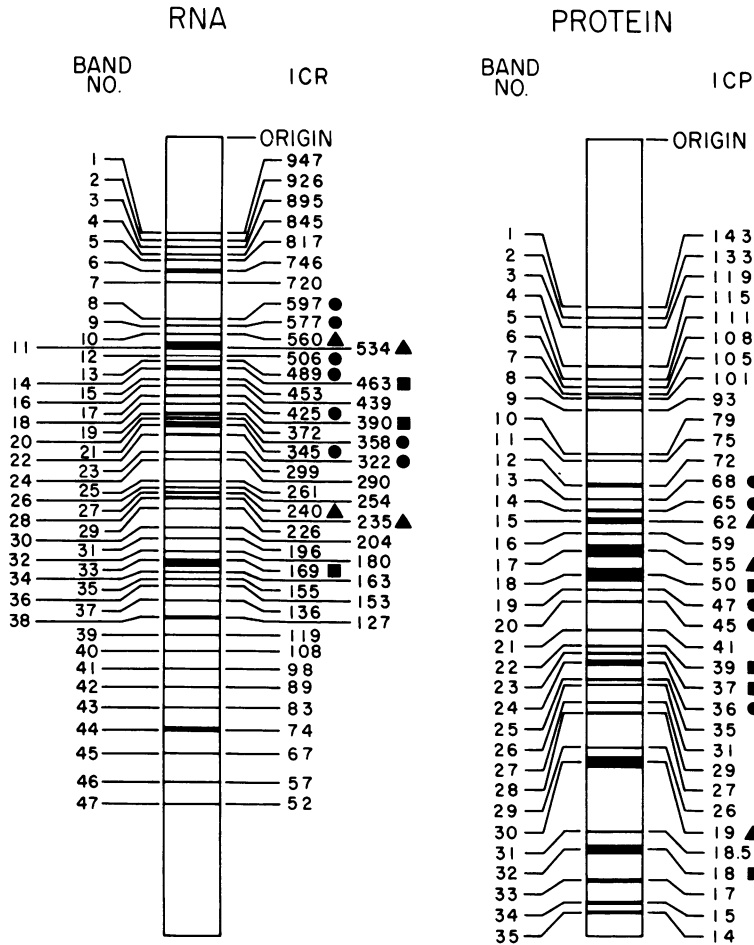 RNA
BAND NO. ICR
ORIGIN
1 947
2 926
3 895
4 845
5 817
6 746
7 720
8 597 ●
9 577 ●
10 560 ▲
11 534 ▲
12 506 ●
13 489 ●
14 463 ■
15 453
16 439
17 425 ●
18 390 ■
19 372
20 358 ●
21 345 ●
22 322 ●
23 299
24 290
25 261
26 254
27 240 ▲
28 235 ▲
29 226
30 204
31 196
32 180
33 169 ■
34 163
35 155
36 153
37 136
38 127
39 119
40 108
41 98
42 89
43 83
44 74
45 67
46 57
47 52
PROTEIN
BAND NO. ICP
ORIGIN
1 143
2 133
3 119
4 115
5 111
6 108
7 105
8 101
9 93
10 79
11 75
12 72
13 68 ●
14 65 ●
15 62 ▲
16 59
17 55 ▲
18 50 ■
19 47 ●
20 45 ●
21 41
22 39 ■
23 37 ■
24 36 ●
25 35
26 31
27 29
28 27
29 26
30 19 ▲
31 18.5
32 18 ■
33 17
34 15
35 14